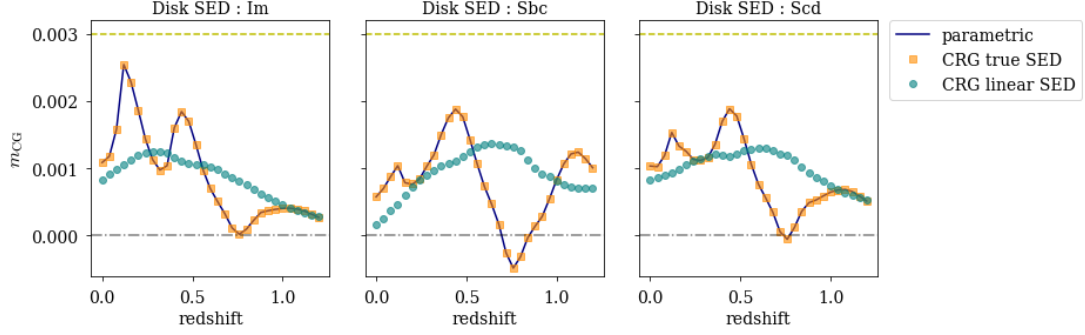 Disk SED : Im
Disk SED : Sbc
Disk SED : Scd
0.003
0.002
0.001
0.000
m_CG
0.0 0.5 1.0
redshift
0.0 0.5 1.0
redshift
0.0 0.5 1.0
redshift
parametric
CRG true SED
CRG linear SED